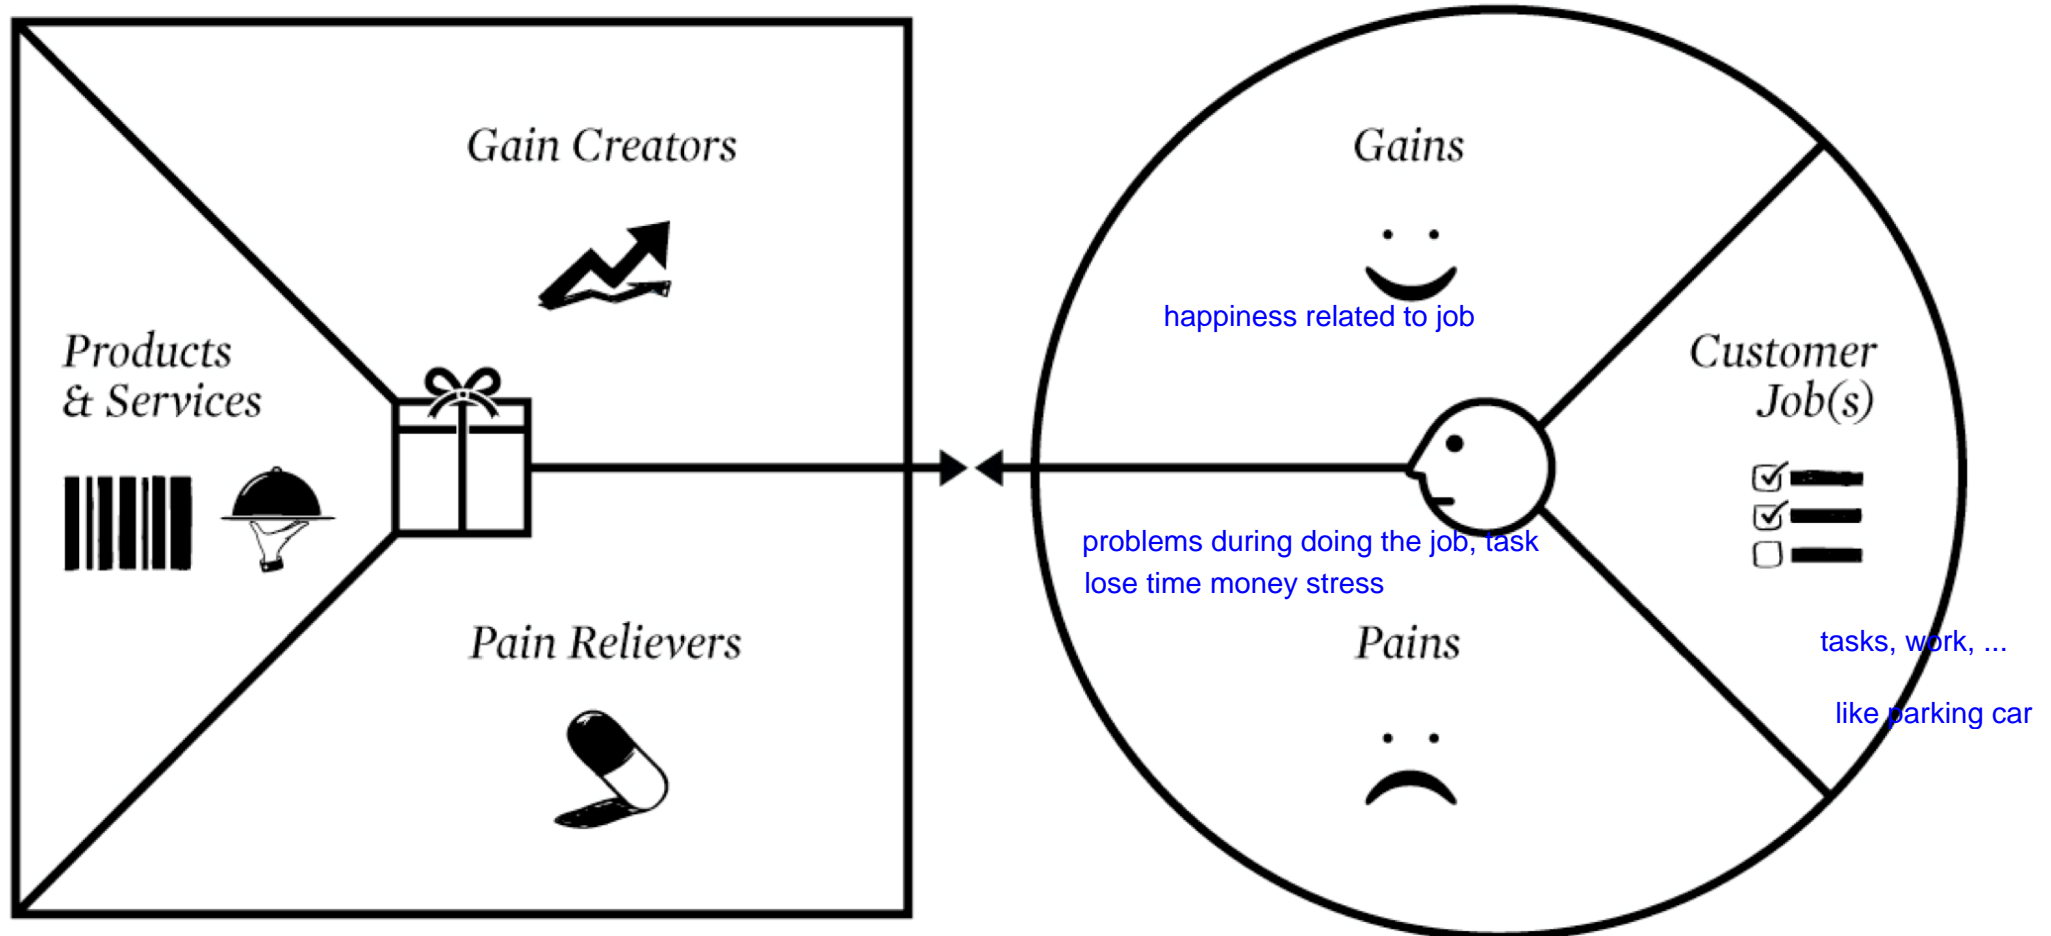 Gain Creators
Products
& Services
Pain Relievers
Gains
happiness related to job
Customer
Job(s)
problems during doing the job, task
lose time money stress
Pains
tasks, work, ...
like parking car